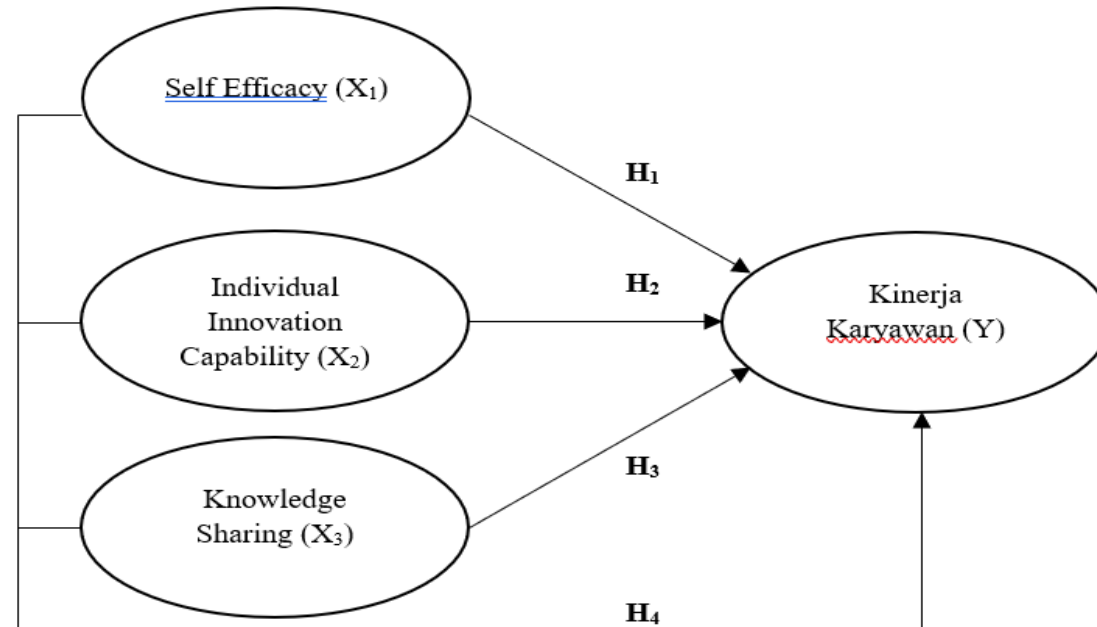 Self Efficacy (X₁)
H₁
Individual
Innovation
Capability (X₂)
H₂
Kinerja
Karyawan (Y)
H₃
Knowledge
Sharing (X₃)
H₄